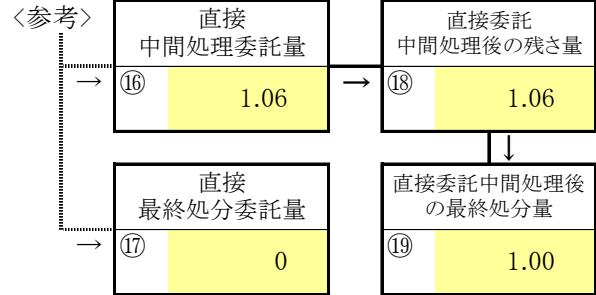 〈参考〉
直接
中間処理委託量
→
⑯
1.06
→
直接委託
中間処理後の残さ量
⑱
1.06
↓
直接
最終処分委託量
→
⑰
0
直接委託中間処理後
の最終処分量
⑲
1.00